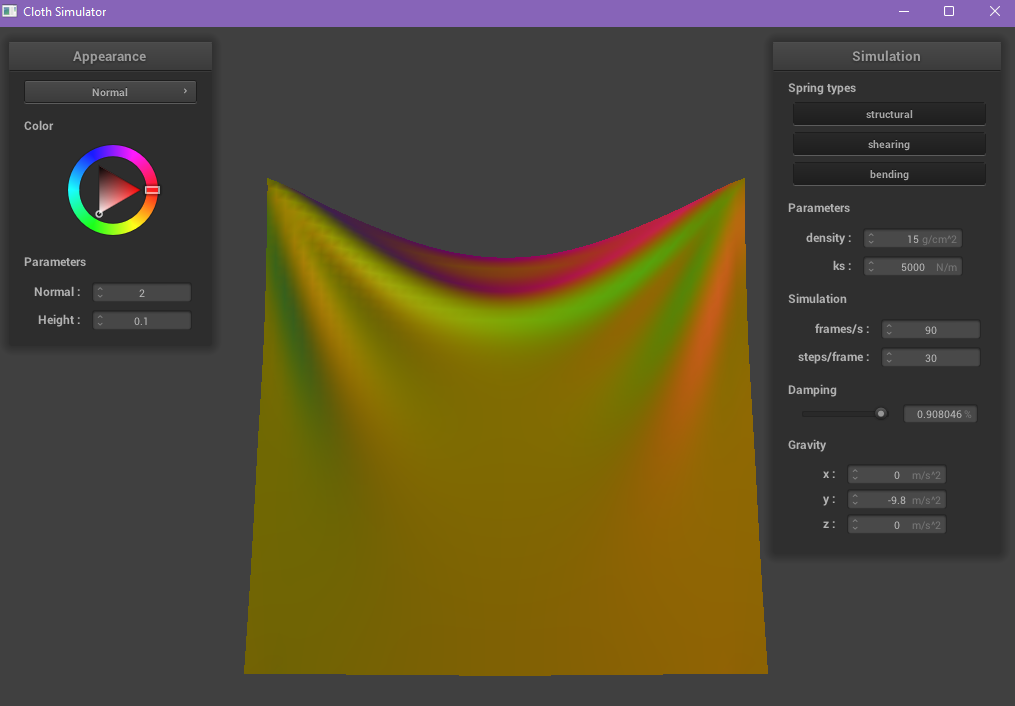 Cloth Simulator
Appearance
Normal
Color
Parameters
Normal : 2
Height : 0.1
Simulation
Spring types
structural
shearing
bending
Parameters
density : 15 g/cm^2
ks : 5000 N/m
Simulation
frames/s : 90
steps/frame : 30
Damping
0.908046 %
Gravity
x : 0 m/s^2
y : -9.8 m/s^2
z : 0 m/s^2